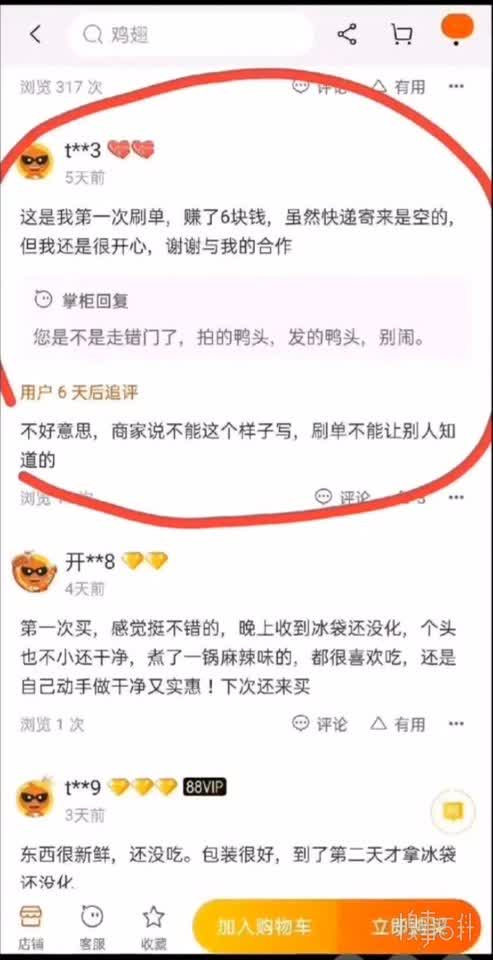 鸡翅
浏览 317 次
评论
有用
t**3
5天前
这是我第一次刷单，赚了6块钱，虽然快递寄来是空的，
但我还是很开心，谢谢与我的合作
掌柜回复
您是不是走错门了，拍的鸭头，发的鸭头，别闹。
用户 6 天后追评
不好意思，商家说不能这个样子写，刷单不能让别人知
道的
浏览
次
评论
3
开**8
4天前
第一次买，感觉挺不错的，晚上收到冰袋还没化，个头
也不小还干净，煮了一锅麻辣味的，都很喜欢吃，还是
自己动手做干净又实惠！下次还来买
浏览 1 次
评论
有用
t**9
88VIP
3天前
东西很新鲜，还没吃。包装很好，到了第二天才拿冰袋
还没化
店铺
客服
收藏
加入购物车
立即购买